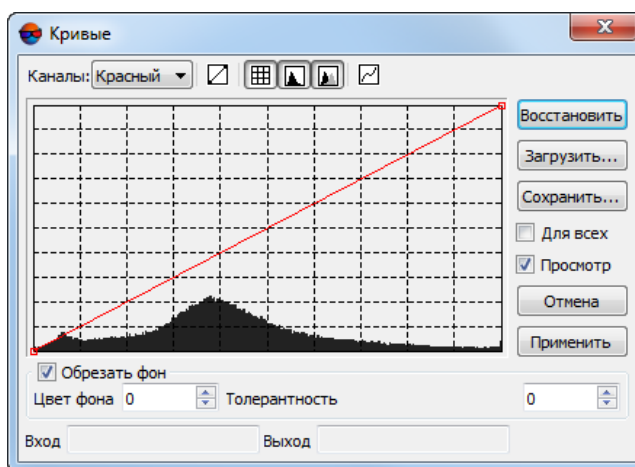 Кривые
Каналы: Красный
Восстановить
Загрузить...
Сохранить...
Для всех
Просмотр
Отмена
Применить
Обрезать фон
Цвет фона 0 Толерантность 0
Вход Выход